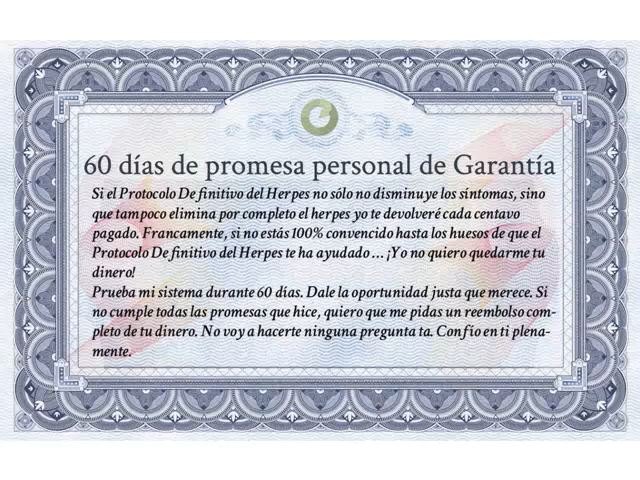 60 días de promesa personal de Garantía
Si el Protocolo De finitivo del Herpes no sólo no disminuye los síntomas, sino
que tampoco elimina por completo el herpes yo te devolveré cada centavo
pagado. Francamente, si no estás 100% convencido hasta los huesos de que el
Protocolo De finitivo del Herpes te ha ayudado ... ¡Yo no quiero quedarme tu
dinero!
Prueba mi sistema durante 60 días. Dale la oportunidad justa que merece. Si
no cumple todas las promesas que hice, quiero que me pidas un reembolso com-
pleto de tu dinero. No voy a hacerte ninguna pregunta ta. Confío en ti plena-
mente.